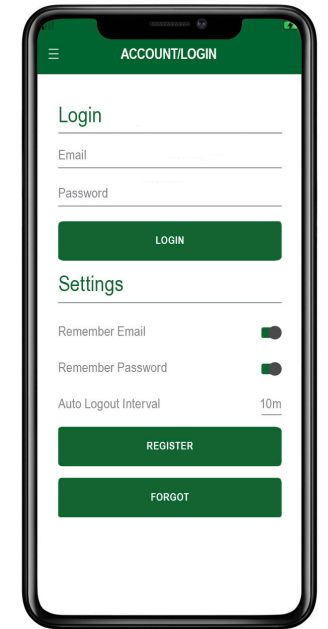 ACCOUNT/LOGIN
Login
Email
Password
LOGIN
Settings
Remember Email
Remember Password
Auto Logout Interval 10m
REGISTER
FORGOT